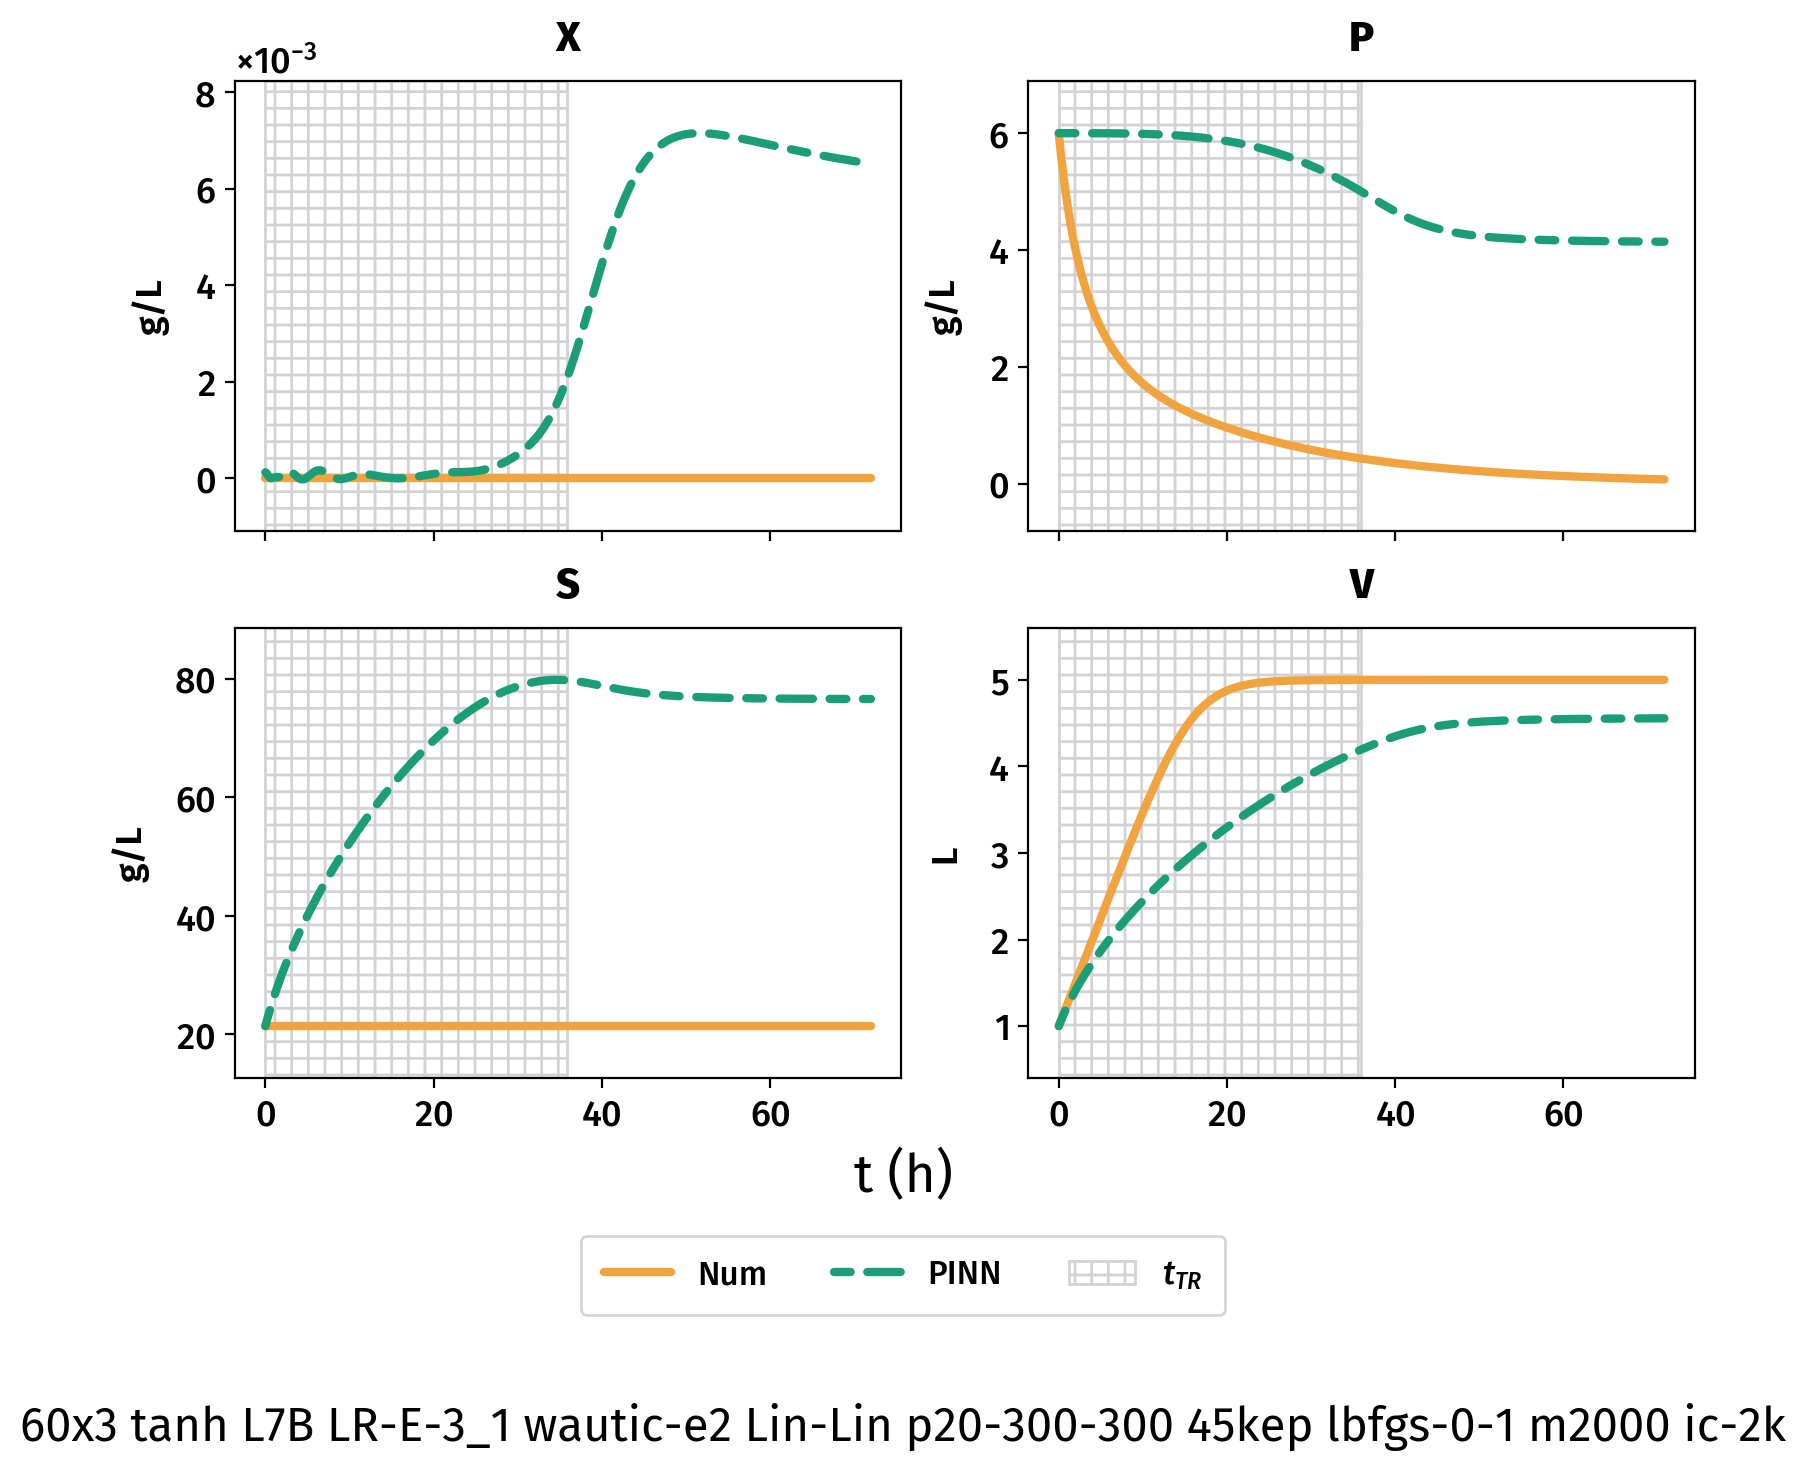 X
×10⁻³
8
6
4
2
0
g/L
P
6
4
2
0
g/L
S
80
60
40
20
g/L
0 20 40 60
V
5
4
3
2
1
L
0 20 40 60
t (h)
Num PINN t_TR
60x3 tanh L7B LR-E-3_1 wautic-e2 Lin-Lin p20-300-300 45kep lbfgs-0-1 m2000 ic-2k